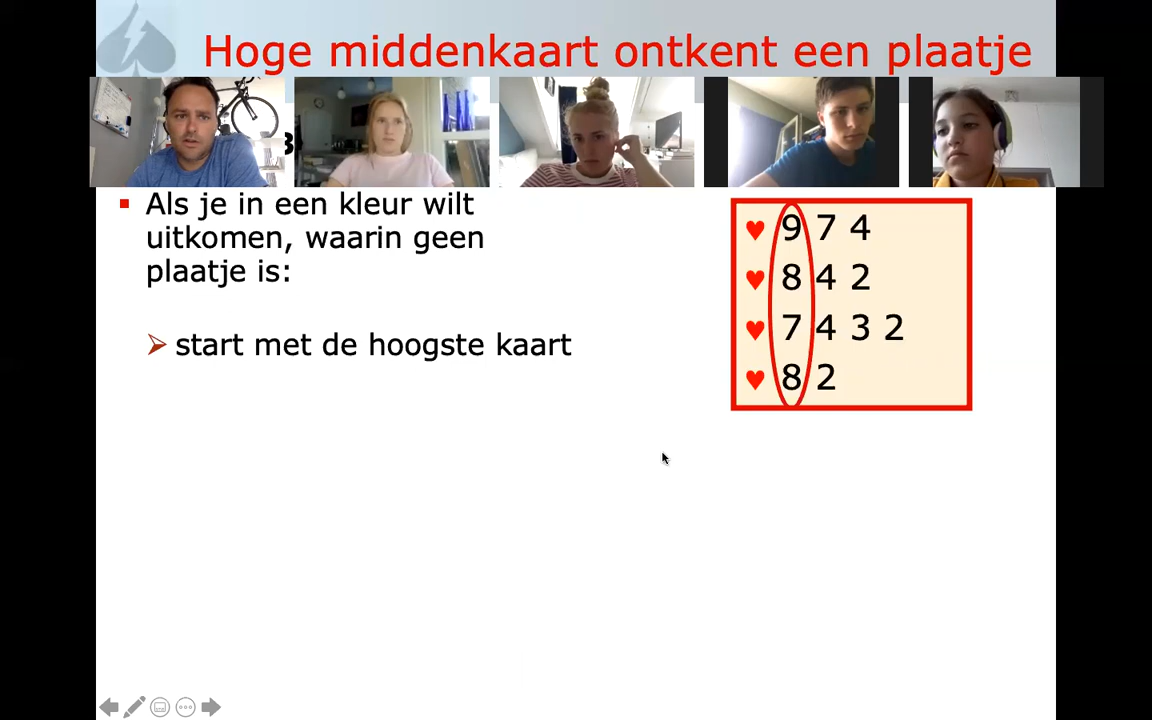 Hoge middenkaart ontkent een plaatje
Als je in een kleur wilt
uitkomen, waarin geen
plaatje is:
start met de hoogste kaart
♥ 9 7 4
♥ 8 4 2
♥ 7 4 3 2
♥ 8 2